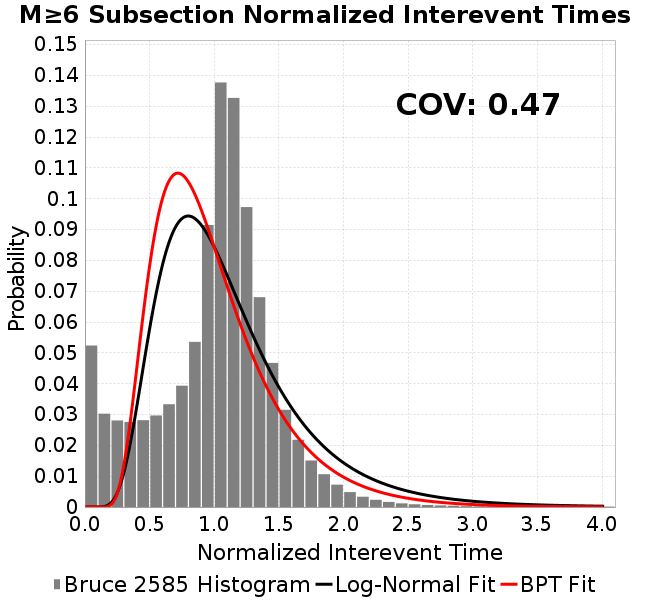 M≥6 Subsection Normalized Interevent Times
COV: 0.47
Probability
0.15
0.14
0.13
0.12
0.11
0.1
0.09
0.08
0.07
0.06
0.05
0.04
0.03
0.02
0.01
0
0.0 0.5 1.0 1.5 2.0 2.5 3.0 3.5 4.0
Normalized Interevent Time
Bruce 2585 Histogram Log-Normal Fit BPT Fit